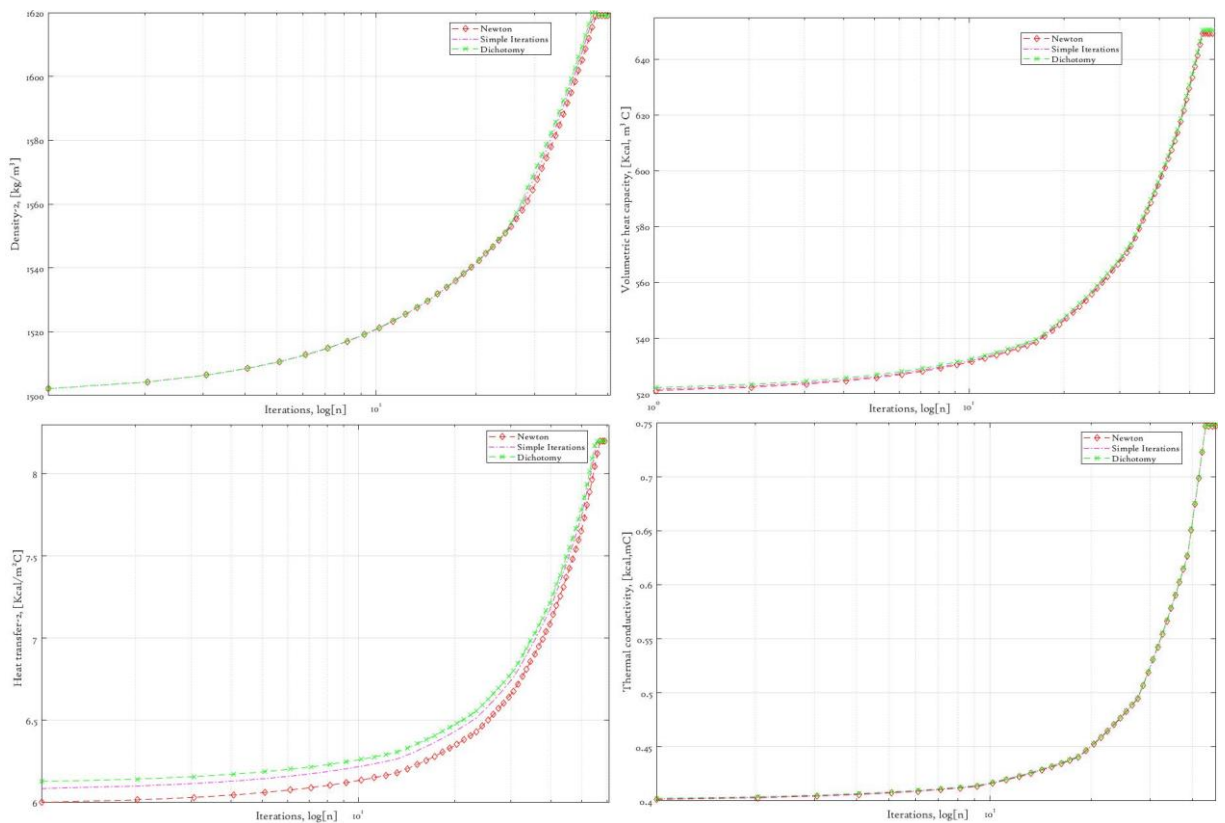 1620
1600
1580
1560
1540
1520
1500
Density-2, [kg/m³]
Newton
Simple Iterations
Dichotomy
Iterations, log[n]
10¹
640
620
600
580
560
540
520
Volumetric heat capacity, [Kcal, m³ C]
Newton
Simple Iterations
Dichotomy
10⁰
Iterations, log[n]
10¹
8
7.5
7
6.5
6
Heat transfer-2, [Kcal/m²C]
Newton
Simple Iterations
Dichotomy
Iterations, log[n]
10¹
0.75
0.7
0.65
0.6
0.55
0.5
0.45
0.4
Thermal conductivity, [kcal,mC]
Newton
Simple Iterations
Dichotomy
Iterations, log[n]
10¹